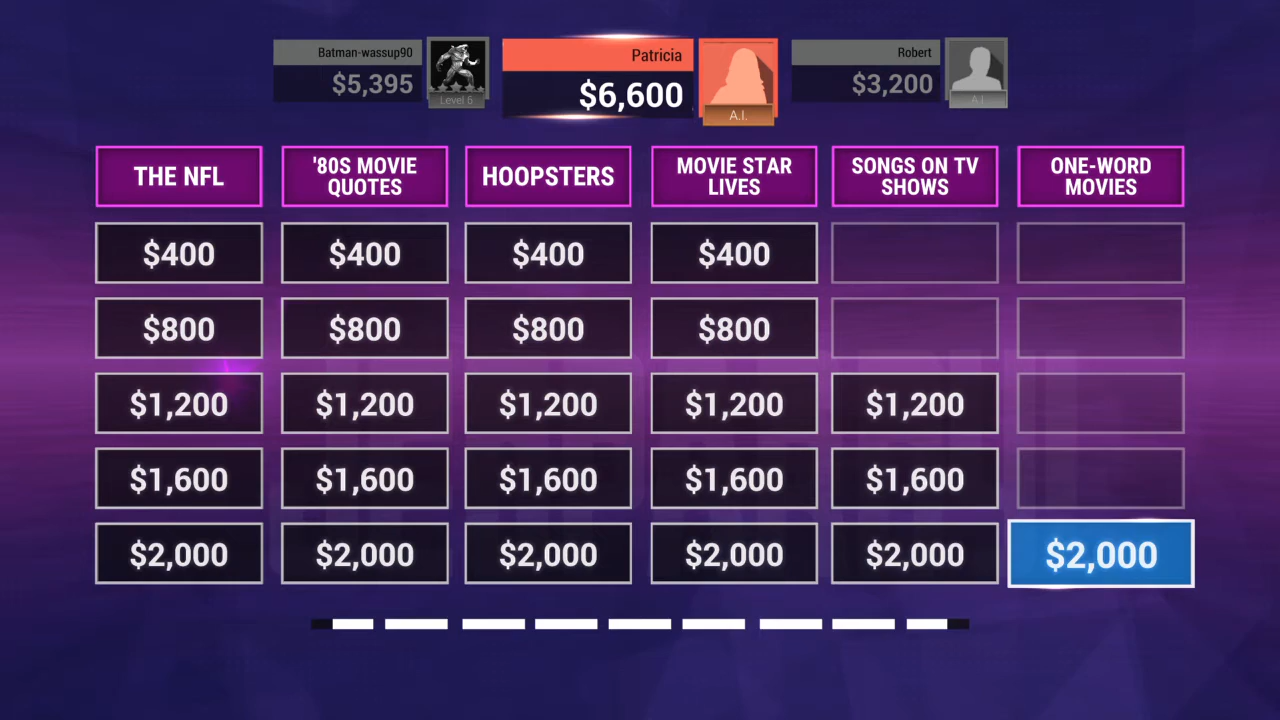 Batman-wassup90
$5,395
Level 5
Patricia
$6,600
A.I.
Robert
$3,200
A.I.
THE NFL
'80S MOVIE
QUOTES
HOOPSTERS
MOVIE STAR
LIVES
SONGS ON TV
SHOWS
ONE-WORD
MOVIES
$400
$400
$400
$400
$800
$800
$800
$800
$1,200
$1,200
$1,200
$1,200
$1,200
$1,600
$1,600
$1,600
$1,600
$1,600
$2,000
$2,000
$2,000
$2,000
$2,000
$2,000